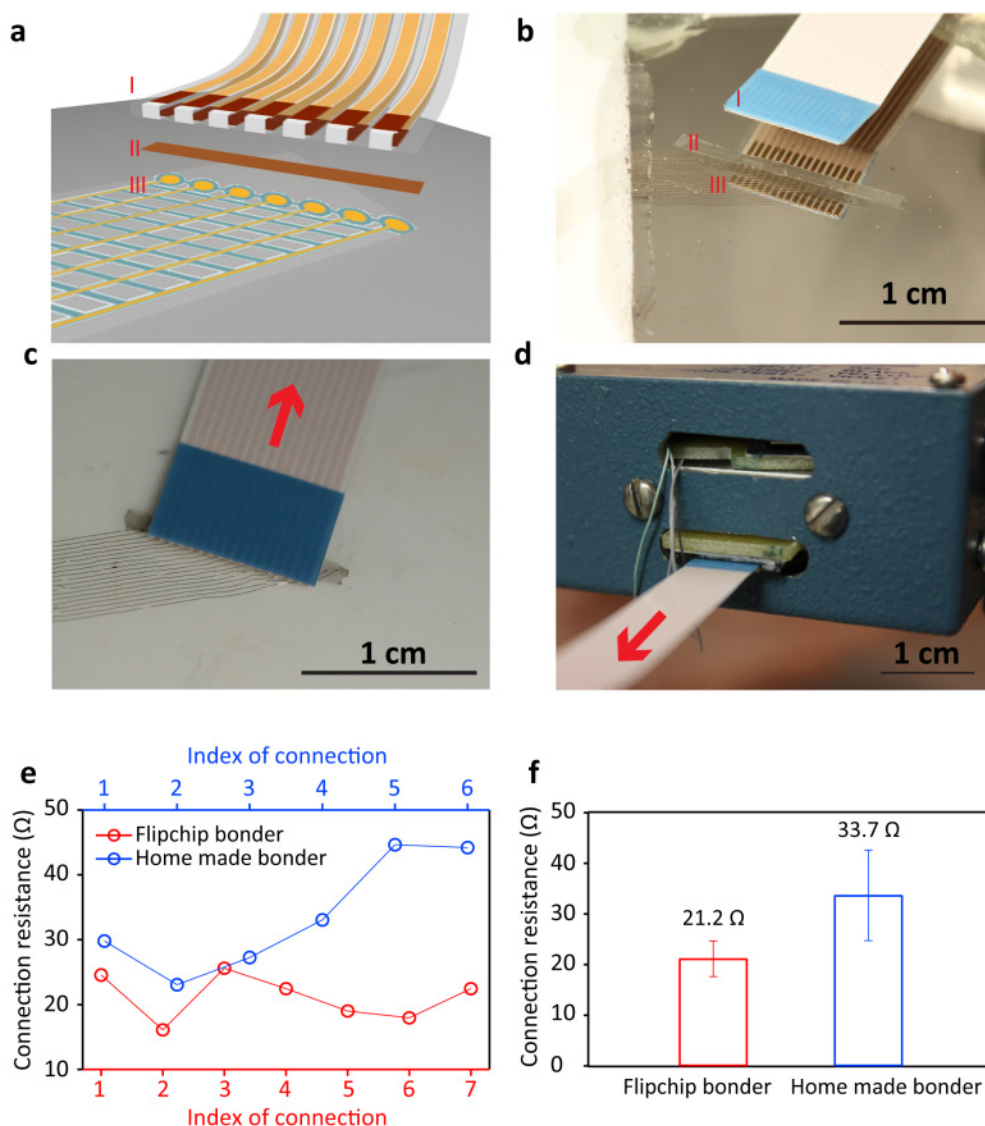 a
I
II
III
b
I
II
III
1 cm
c
1 cm
d
1 cm
e
Index of connection
1 2 3 4 5 6
50
40
30
20
10
Connection resistance (Ω)
Flipchip bonder
Home made bonder
1 2 3 4 5 6 7
Index of connection
f
50
40
30
20
10
0
Connection resistance (Ω)
21.2 Ω
33.7 Ω
Flipchip bonder Home made bonder